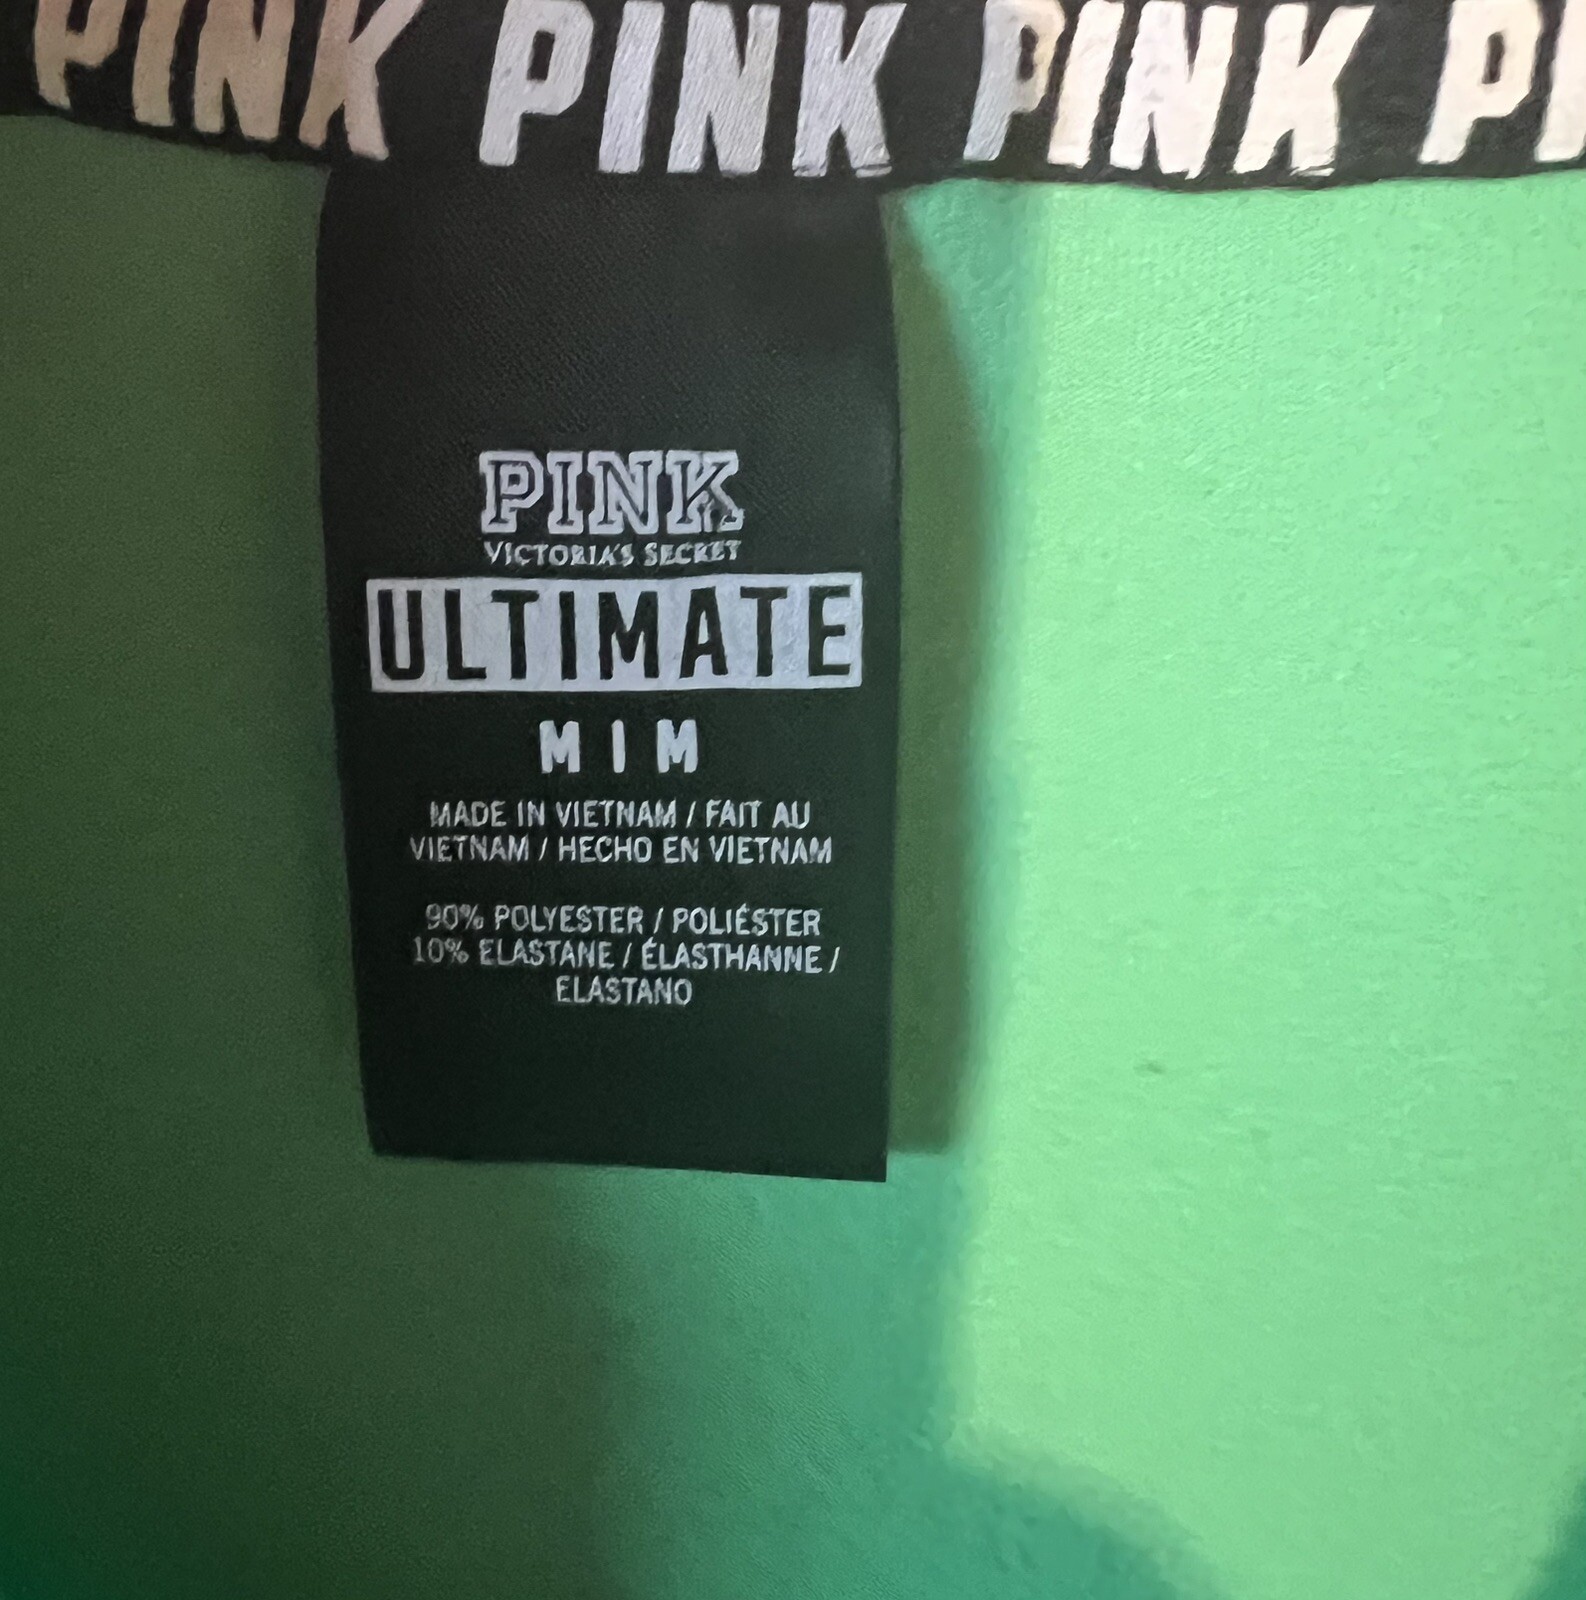 PINK PINK PINK PI
PINK
VICTORIA'S SECRET
ULTIMATE
M I M
MADE IN VIETNAM / FAIT AU
VIETNAM / HECHO EN VIETNAM
90% POLYESTER / POLIÉSTER
10% ELASTANE / ÉLASTHANNE /
ELASTANO